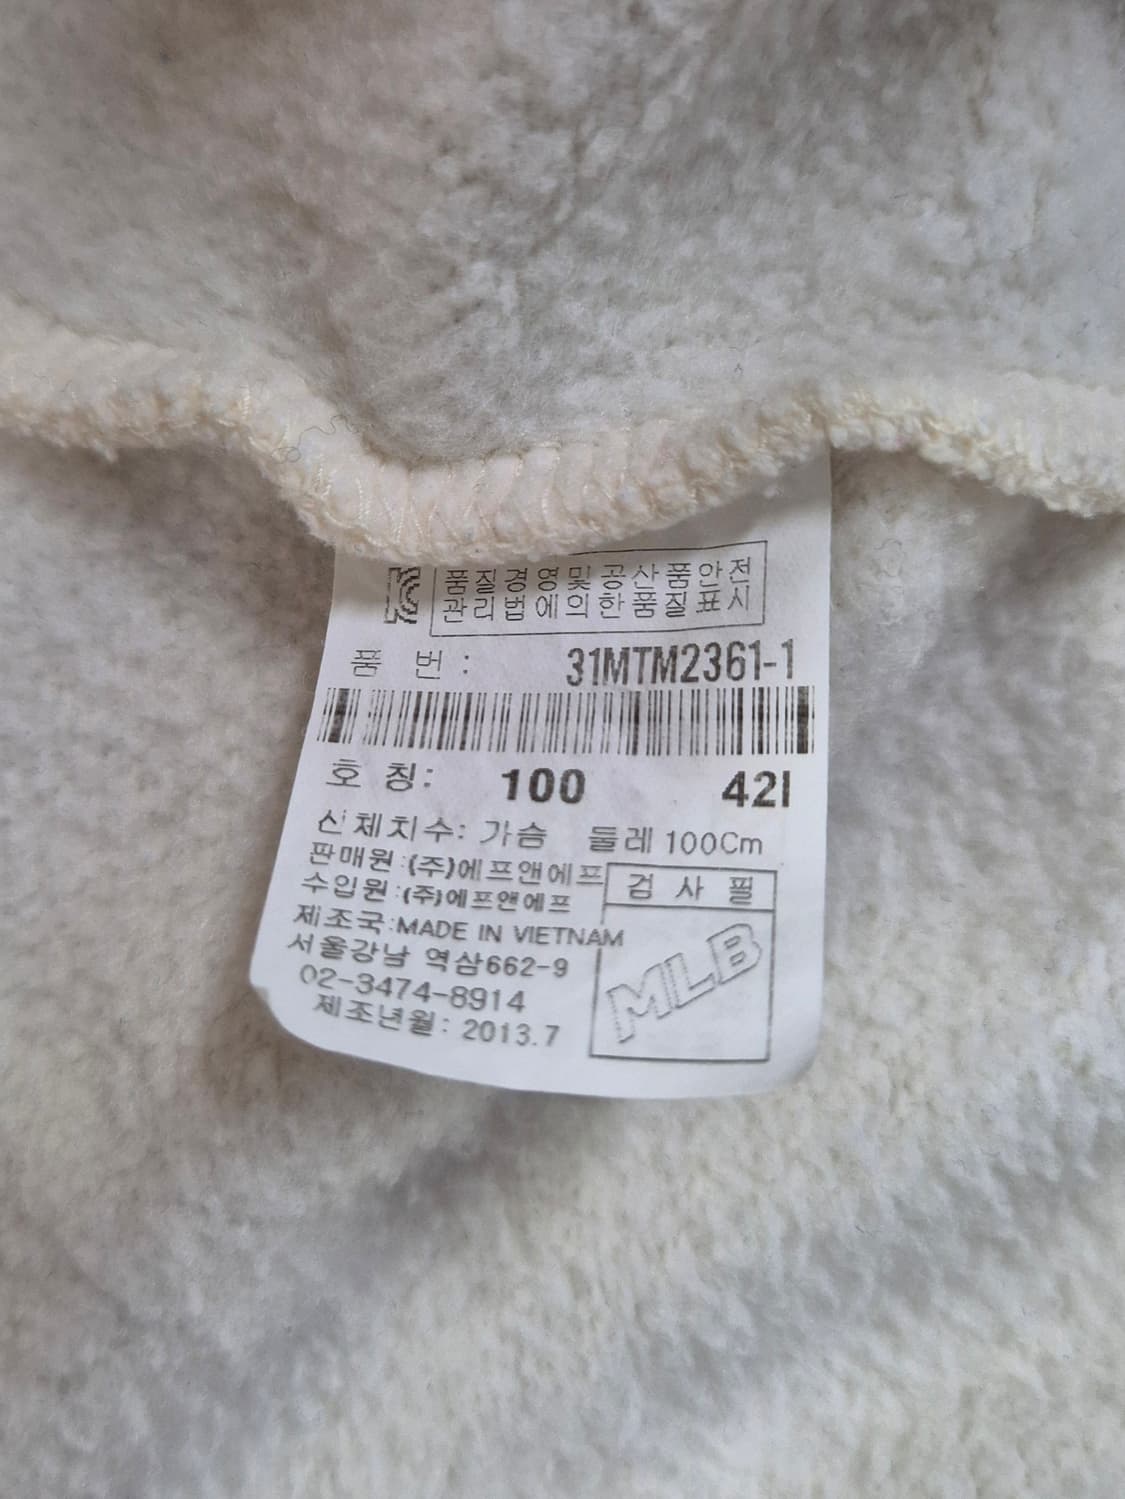 품질경영및공산품안전
관리법에의한품질표시
품 번 : 31MTM2361-1
호 칭: 100 42I
신체치수: 가슴 둘레 100Cm
판매원:(주)에프앤에프
수입원:(주)에프앤에프
제조국:MADE IN VIETNAM
서울강남 역삼662-9
02-3474-8914
제조년월: 2013.7
검 사 필
MLB